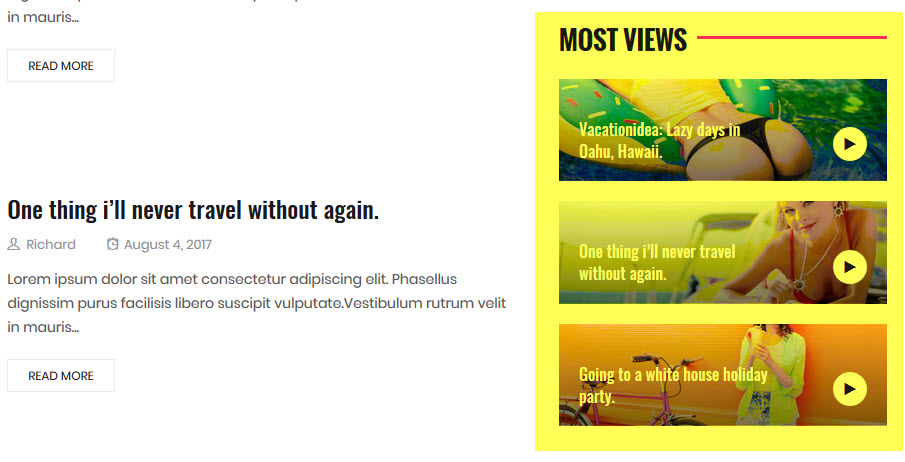 in mauris...
READ MORE
One thing i’ll never travel without again.
Richard August 4, 2017
Lorem ipsum dolor sit amet consectetur adipiscing elit. Phasellus
dignissim purus facilisis libero suscipit vulputate.Vestibulum rutrum velit
in mauris...
READ MORE
MOST VIEWS
Vacationidea: Lazy days in
Oahu, Hawaii.
One thing i’ll never travel
without again.
Going to a white house holiday
party.